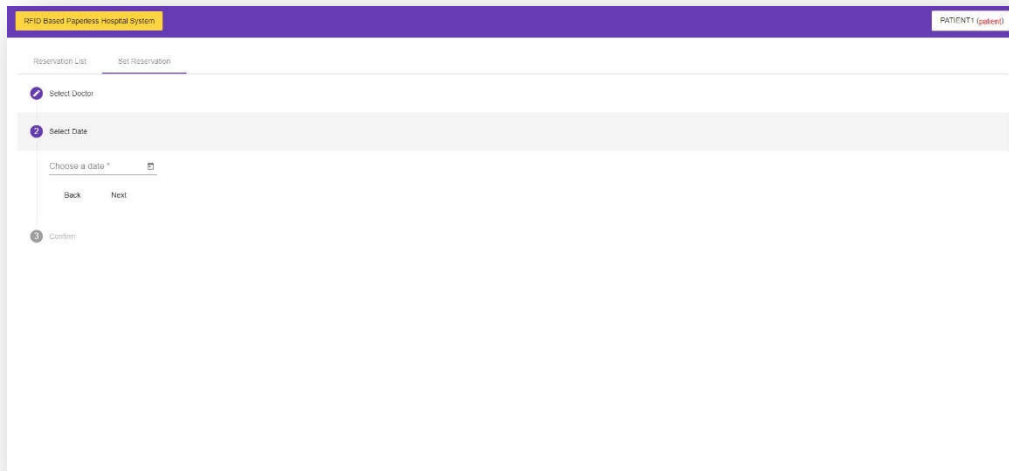 RFID Based Paperless Hospital System
PATIENT1 (patient)
Reservation List
Set Reservation
Select Doctor
2
Select Date
Choose a date *
Back
Next
3
Confirm